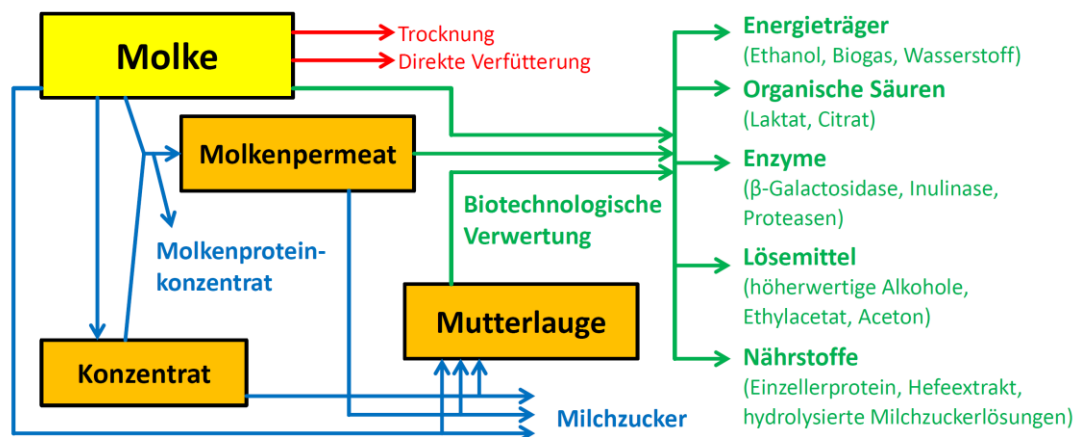 Molke
Trocknung
Direkte Verfütterung
Molkenpermeat
Molkenprotein-
konzentrat
Konzentrat
Biotechnologische
Verwertung
Mutterlauge
Milchzucker
Energieträger
(Ethanol, Biogas, Wasserstoff)
Organische Säuren
(Laktat, Citrat)
Enzyme
(β-Galactosidase, Inulinase,
Proteasen)
Lösemittel
(höherwertige Alkohole,
Ethylacetat, Aceton)
Nährstoffe
(Einzellerprotein, Hefeextrakt,
hydrolysierte Milchzuckerlösungen)